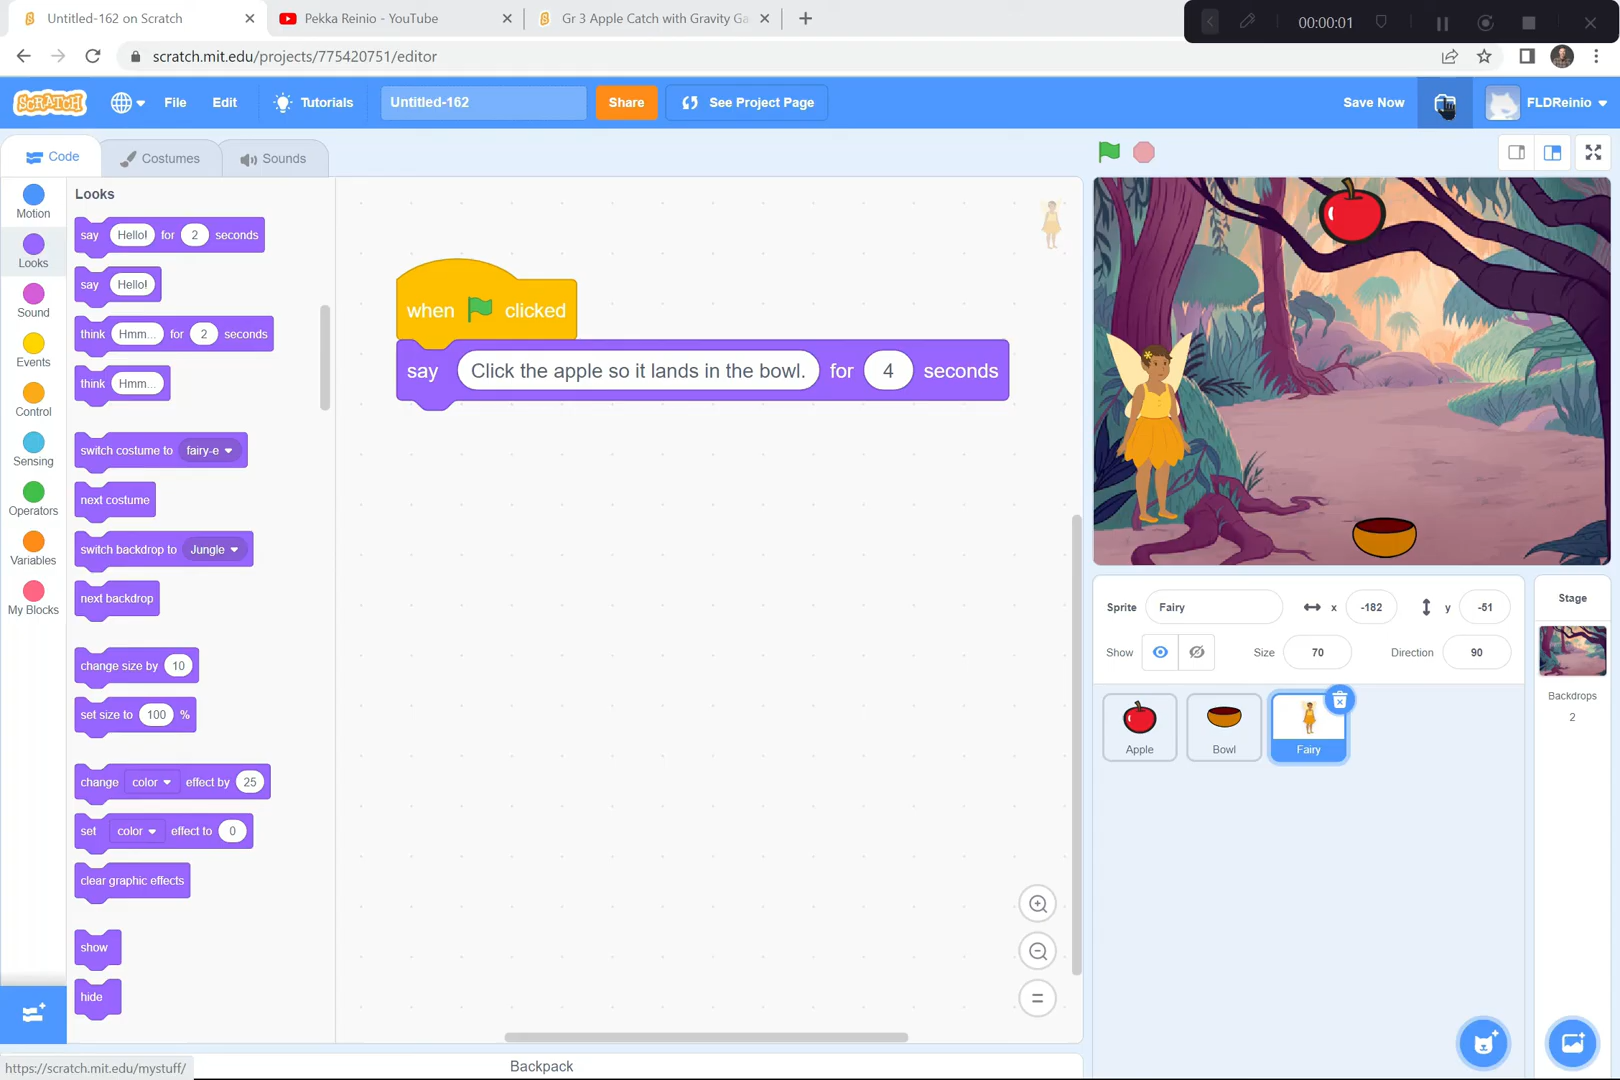 Untitled-162 on Scratch
Pekka Reinio - YouTube
Gr 3 Apple Catch with Gravity Ga
00:00:01
scratch.mit.edu/projects/775420751/editor
SCRATCH
File
Edit
Tutorials
Untitled-162
Share
See Project Page
Save Now
FLDReinio
Code
Costumes
Sounds
Motion
Looks
Sound
Events
Control
Sensing
Operators
Variables
My Blocks
Looks
say Hello! for 2 seconds
say Hello!
think Hmm... for 2 seconds
think Hmm...
switch costume to fairy-e
next costume
switch backdrop to Jungle
next backdrop
change size by 10
set size to 100 %
change color effect by 25
set color effect to 0
clear graphic effects
show
hide
when clicked
say Click the apple so it lands in the bowl. for 4 seconds
Backpack
Sprite Fairy x -182 y -51
Show Size 70 Direction 90
Apple
Bowl
Fairy
Stage
Backdrops
2
https://scratch.mit.edu/mystuff/